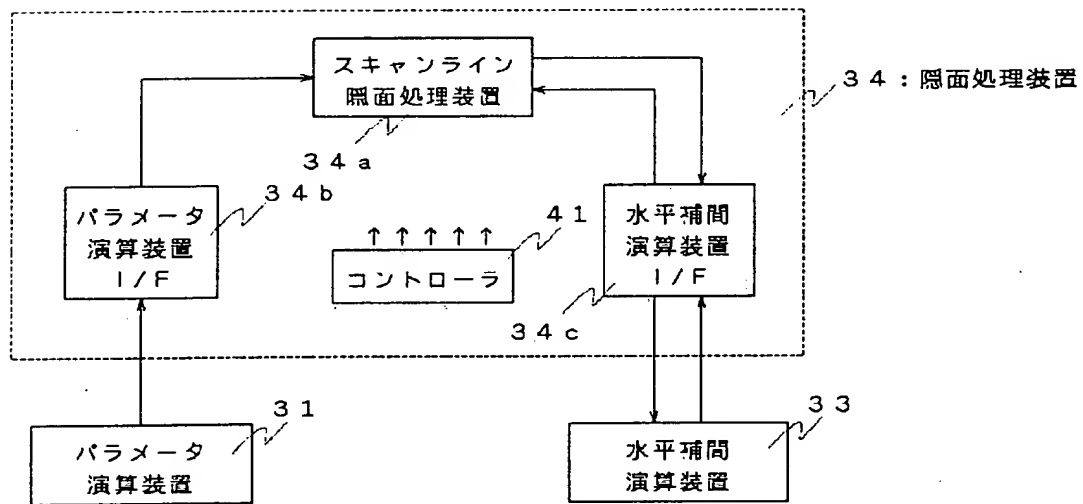 スキャンライン
隠面処理装置
34:隠面処理装置
34a
34b
パラメータ
演算装置
I/F
41
↑↑↑↑↑
コントローラ
水平補間
演算装置
I/F
34c
31
パラメータ
演算装置
33
水平補間
演算装置